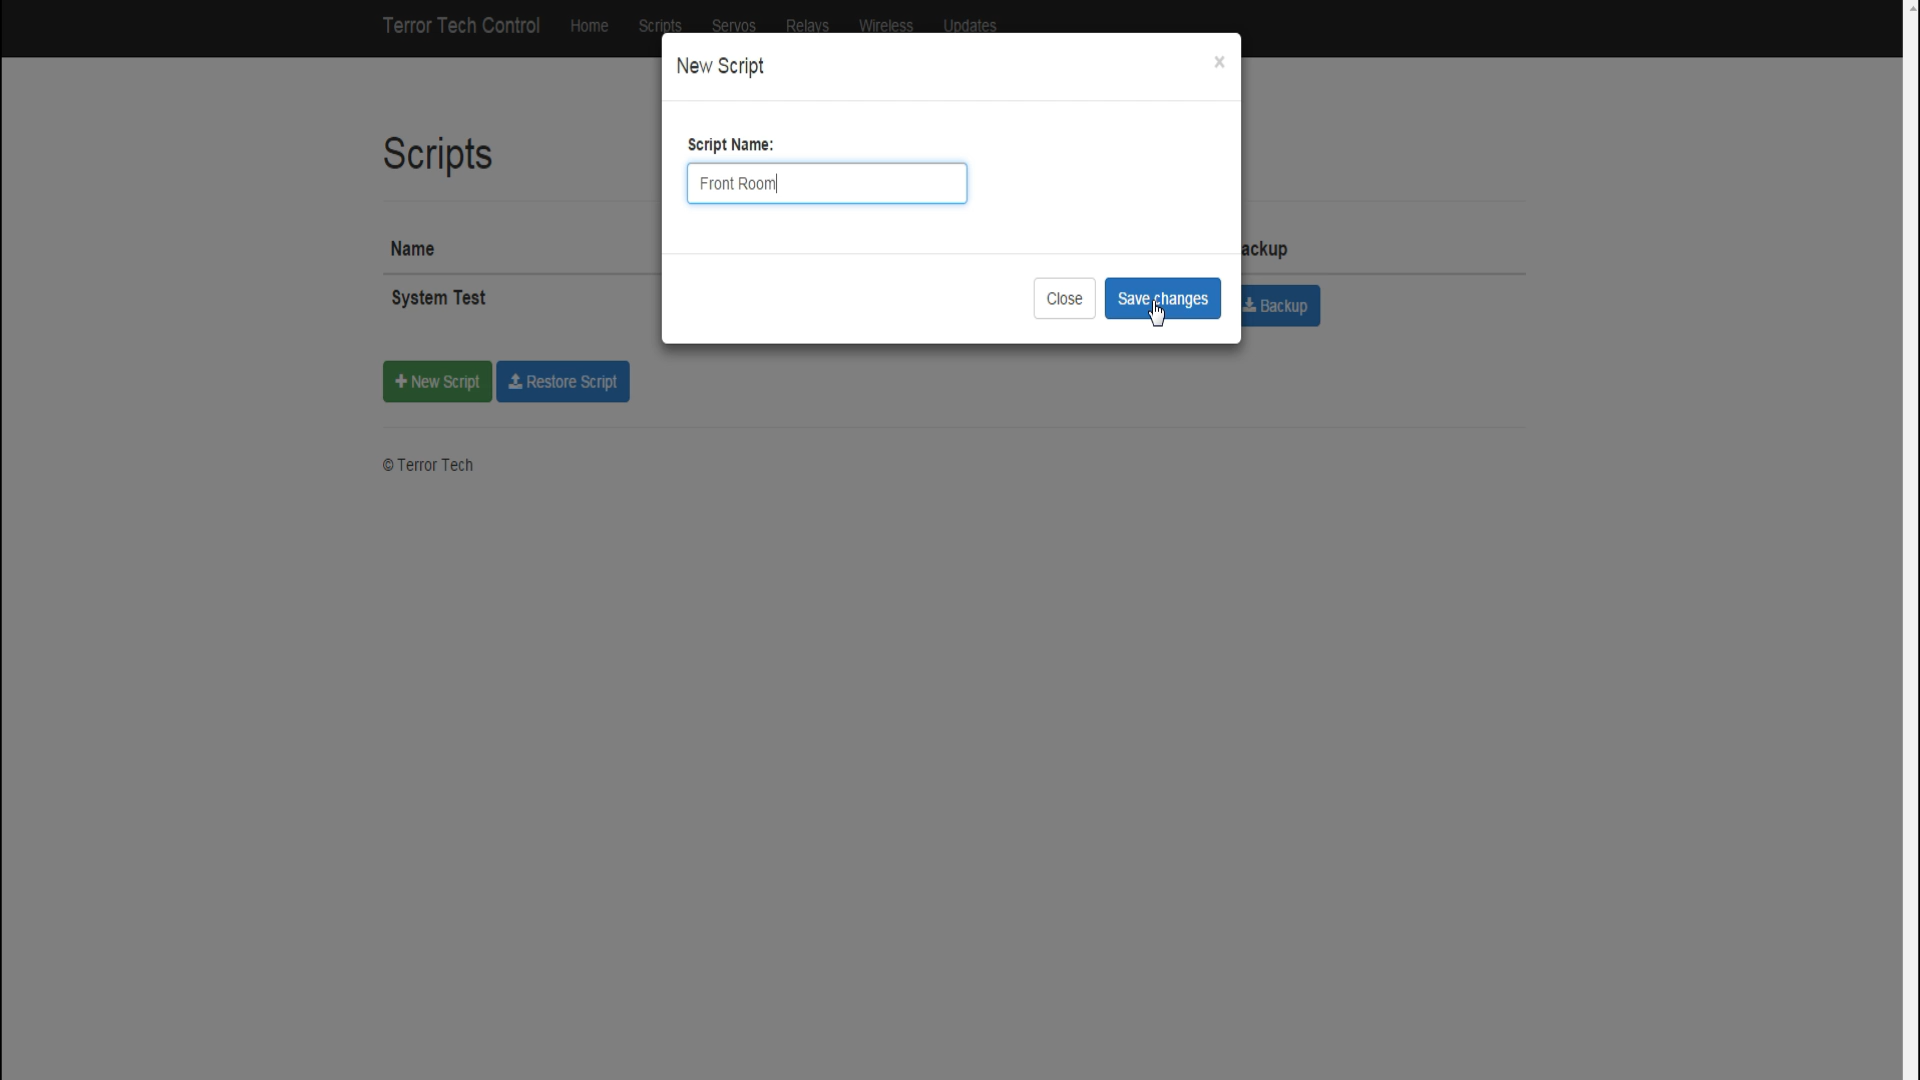 Terror Tech Control Home Scripts Servos Relays Wireless Updates
New Script ×
Script Name:
Front Room
Close Save changes
Scripts
Name ackup
System Test Backup
New Script Restore Script
© Terror Tech